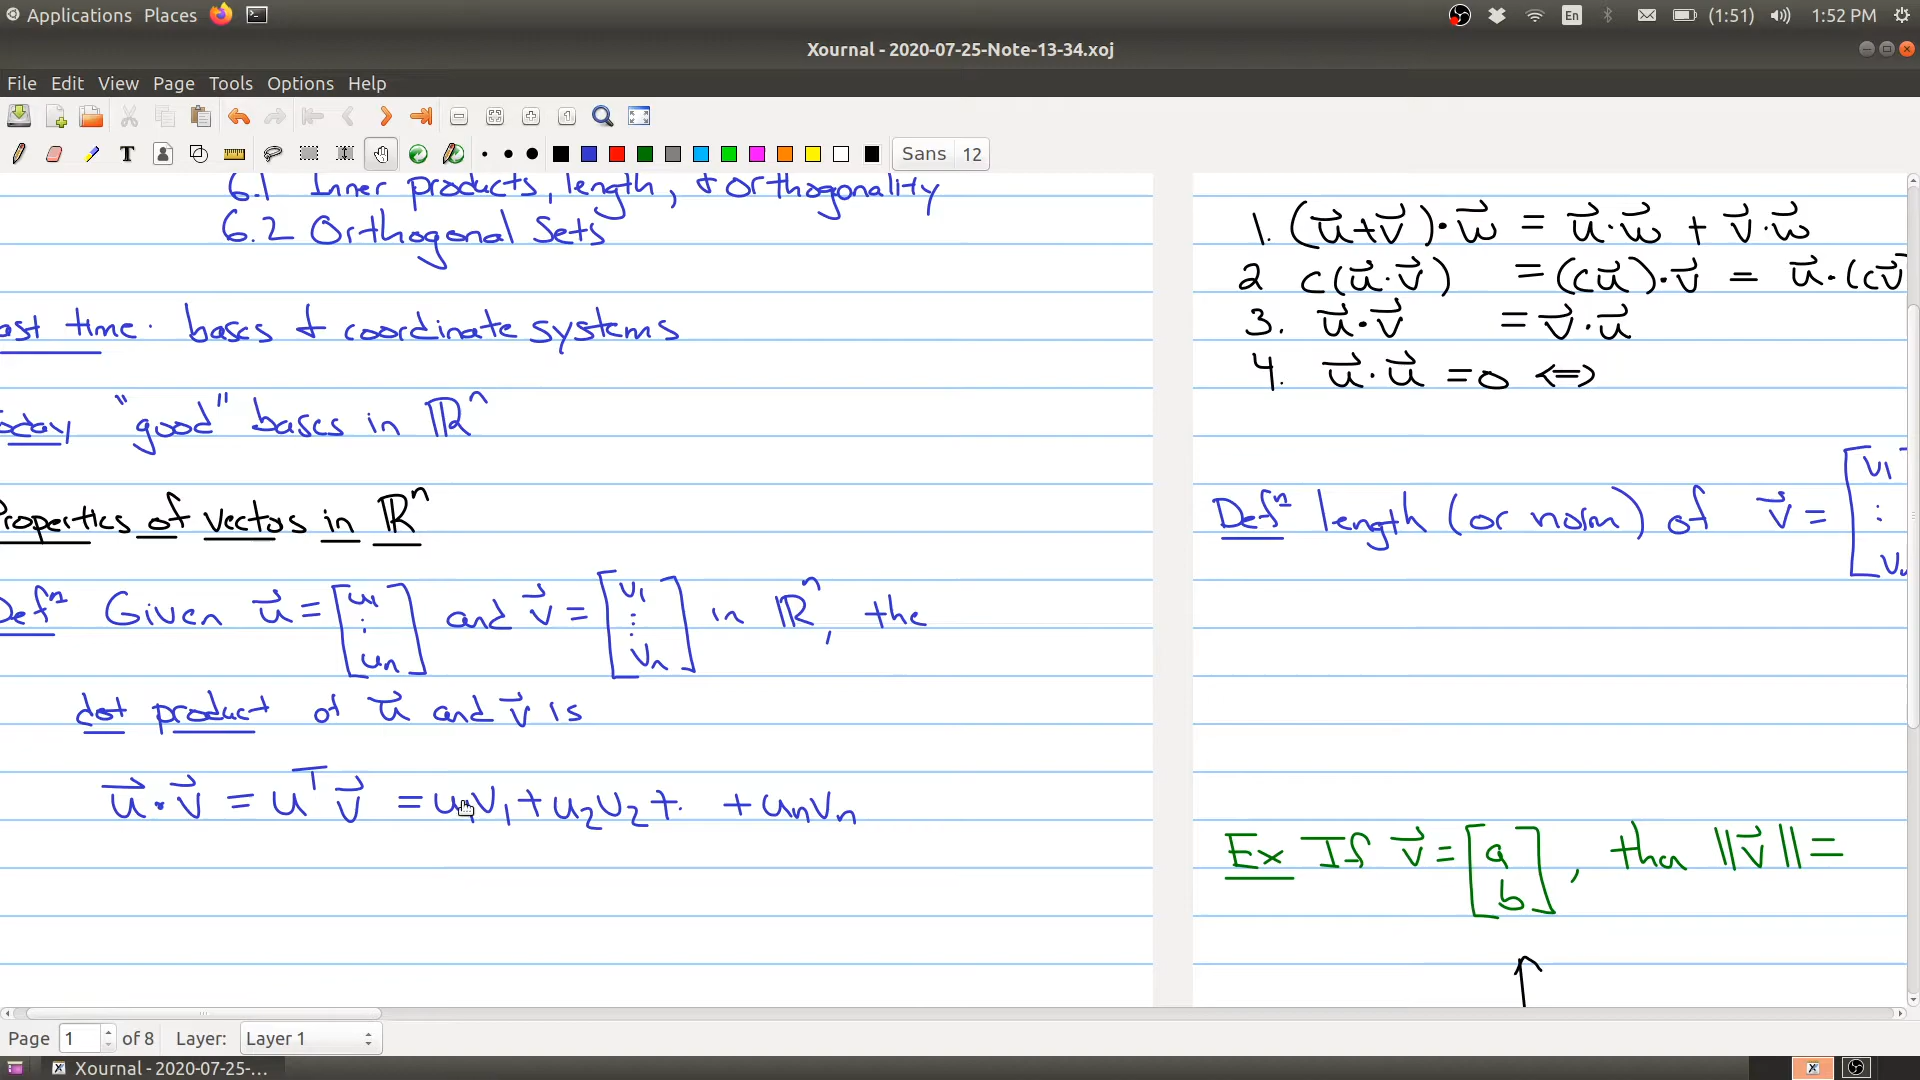 Applications Places (1:51) En 1:52 PM
Xournal - 2020-07-25-Note-13-34.xoj
File Edit View Page Tools Options Help
T Sans 12
6.1 Inner products, length, + orthogonality
6.2 Orthogonal Sets
ast time. bases + coordinate systems
oday "good" bases in ℝⁿ
Properties of vectors in ℝⁿ
Defⁿ Given u⃗ = [u₁ ⋮ uₙ] and v⃗ = [v₁ ⋮ vₙ] in ℝⁿ, the
dot product of u⃗ and v⃗ is
u⃗·v⃗ = uᵀv⃗ = u₁v₁ + u₂v₂ + · + uₙvₙ
1. (u⃗+v⃗)·w⃗ = u⃗·w⃗ + v⃗·w⃗
2 c(u⃗·v⃗) = (cu⃗)·v⃗ = u⃗·(cv⃗
3. u⃗·v⃗ = v⃗·u⃗
4. u⃗·u⃗ = 0 ⟺
Defⁿ length (or norm) of v⃗ = [v₁ ⋮ vₙ
Ex If v⃗ = [a b], then ||v⃗|| =
Page 1 of 8 Layer: Layer 1
Xournal - 2020-07-25-...